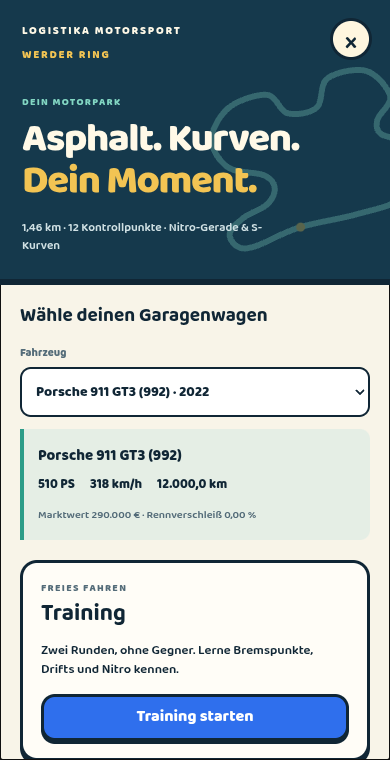 LOGISTIKA MOTORSPORT
WERDER RING
×
DEIN MOTORPARK
Asphalt. Kurven.
Dein Moment.
1,46 km · 12 Kontrollpunkte · Nitro-Gerade & S-
Kurven
Wähle deinen Garagenwagen
Fahrzeug
Porsche 911 GT3 (992) · 2022
Porsche 911 GT3 (992)
510 PS 318 km/h 12.000,0 km
Marktwert 290.000 € · Rennverschleiß 0,00 %
FREIES FAHREN
Training
Zwei Runden, ohne Gegner. Lerne Bremspunkte,
Drifts und Nitro kennen.
Training starten